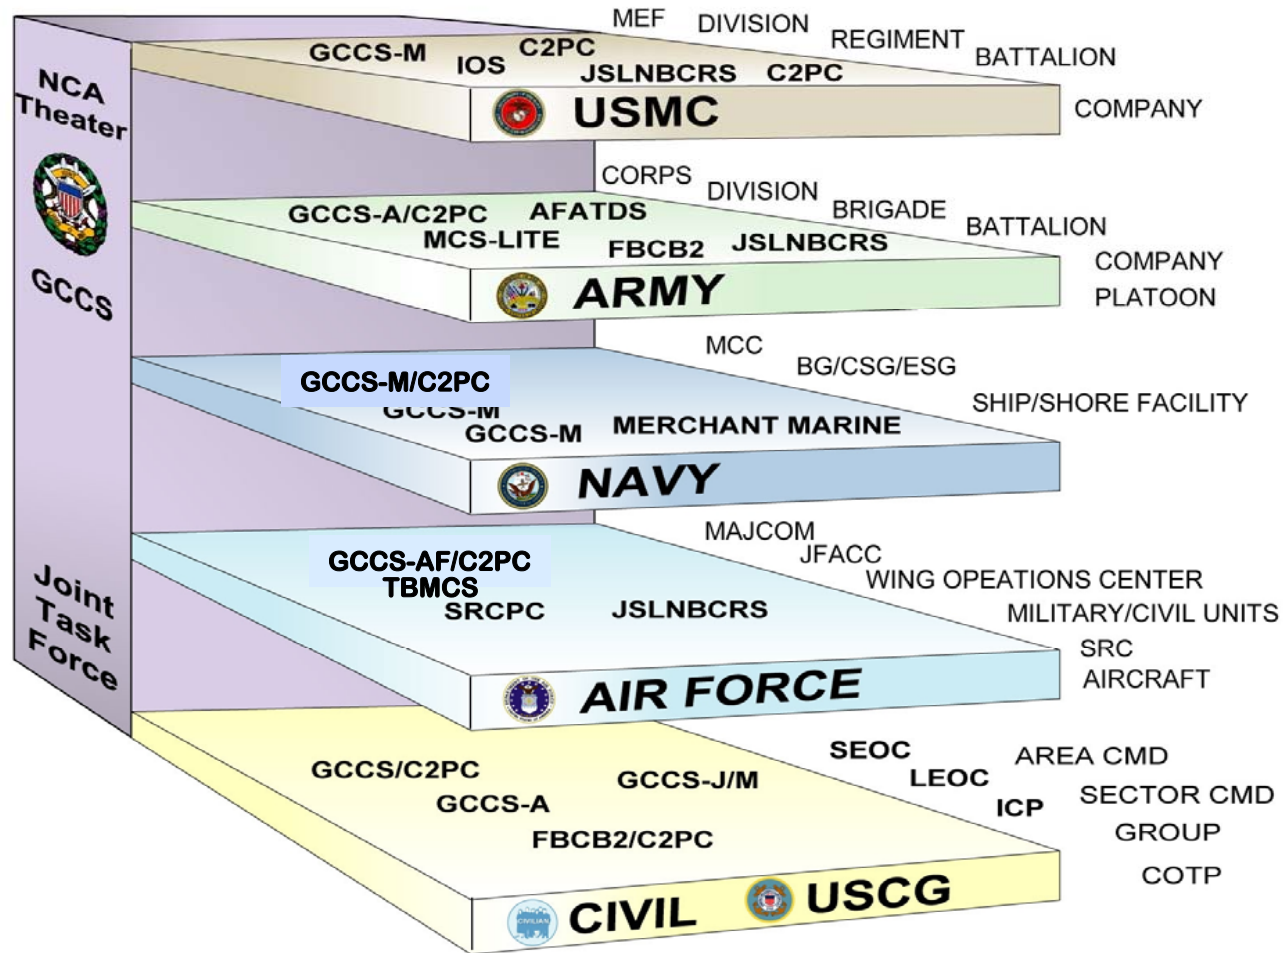 NCA
Theater
GCCS
Joint
Task
Force
MEF
DIVISION
REGIMENT
BATTALION
COMPANY
GCCS-M
IOS
C2PC
JSLNBCRS
C2PC
USMC
CORPS
DIVISION
BRIGADE
BATTALION
COMPANY
PLATOON
GCCS-A/C2PC
AFATDS
MCS-LITE
FBCB2
JSLNBCRS
ARMY
MCC
BG/CSG/ESG
SHIP/SHORE FACILITY
GCCS-M/C2PC
GCCS-M
GCCS-M
MERCHANT MARINE
NAVY
MAJCOM
JFACC
WING OPEATIONS CENTER
MILITARY/CIVIL UNITS
SRC
AIRCRAFT
GCCS-AF/C2PC
TBMCS
SRCPC
JSLNBCRS
AIR FORCE
SEOC
LEOC
ICP
AREA CMD
SECTOR CMD
GROUP
COTP
GCCS/C2PC
GCCS-J/M
GCCS-A
FBCB2/C2PC
CIVILIAN
CIVIL
USCG